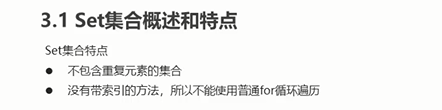 3.1 Set集合概述和特点
Set集合特点
● 不包含重复元素的集合
● 没有带索引的方法，所以不能使用普通for循环遍历